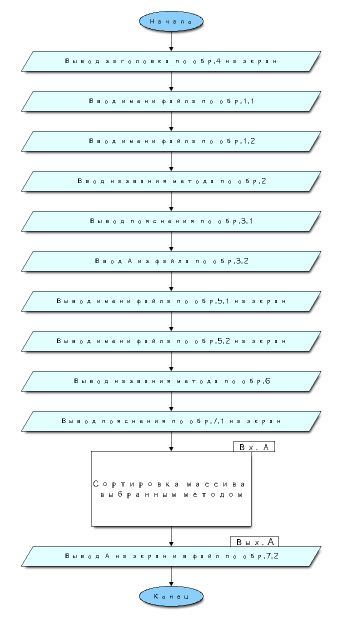 Начало
Вывод заголовка по обр.4 на экран
Ввод имени файла по обр.1.1
Ввод имени файла по обр.1.2
Ввод названия метода по обр.2
Вывод пояснения по обр.3.1
Ввод А из файла по обр.3.2
Вывод имени файла по обр.5.1 на экран
Вывод имени файла по обр.5.2 на экран
Вывод названия метода по обр.6
Вывод пояснения по обр.7.1 на экран
Вх. А
Сортировка массива
выбранным методом
Вых. А
Вывод А на экран и в файл по обр.7.2
Конец